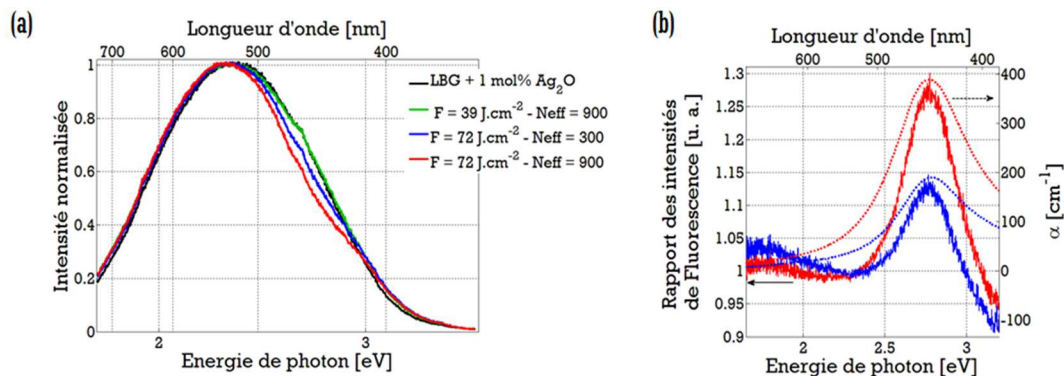 (a)
Longueur d'onde [nm]
700 600 500 400
Intensité normalisée
1
0.8
0.6
0.4
0.2
0
LBG + 1 mol% Ag2O
F = 39 J.cm-2 - Neff = 900
F = 72 J.cm-2 - Neff = 300
F = 72 J.cm-2 - Neff = 900
2 3
Energie de photon [eV]
(b)
Longueur d'onde [nm]
600 500 400
Rapport des intensités
de Fluorescence [u. a.]
1.3
1.25
1.2
1.15
1.1
1.05
1
0.95
0.9
400
300
200
100
0
-100
α [cm-1]
2 2.5 3
Energie de photon [eV]